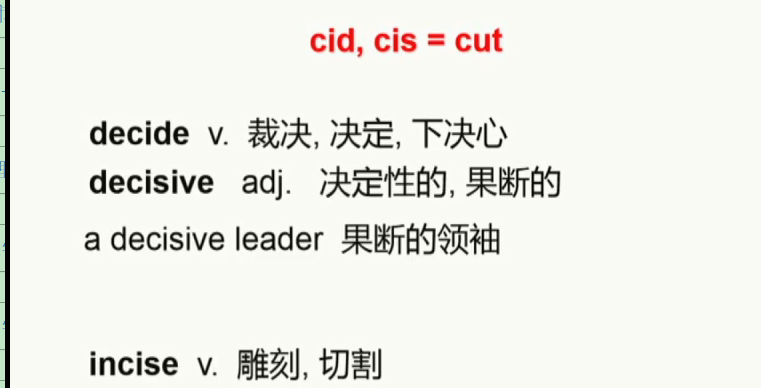 cid, cis = cut
decide v. 裁决, 决定, 下决心
decisive adj. 决定性的, 果断的
a decisive leader 果断的领袖
incise v. 雕刻, 切割